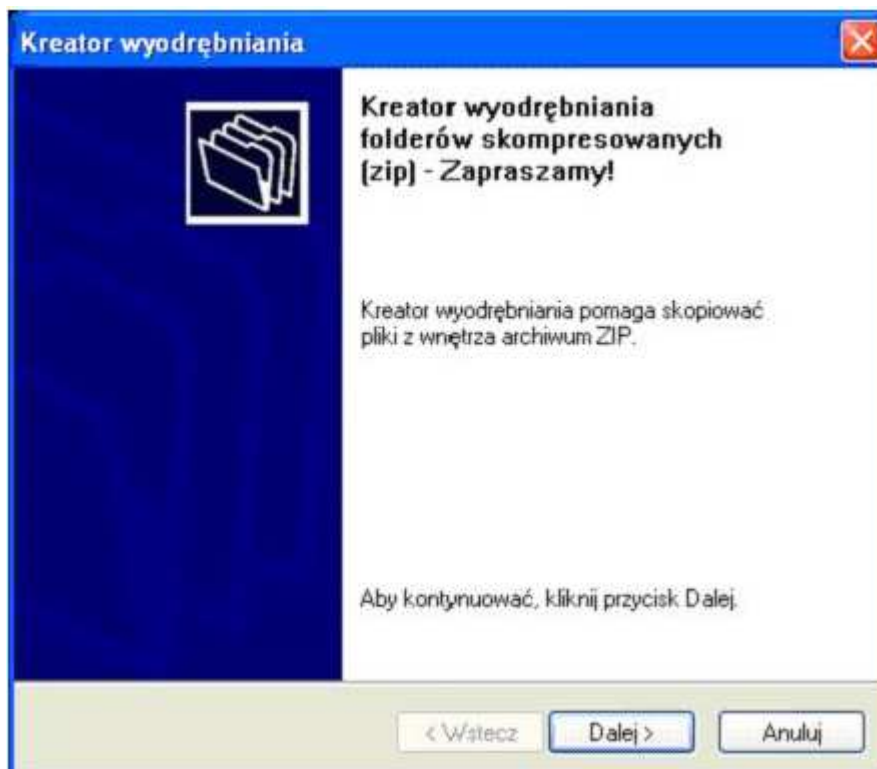 Kreator wyodrębniania
Kreator wyodrębniania
folderów skompresowanych
(zip) - Zapraszamy!
Kreator wyodrębniania pomaga skopiować
pliki z wnętrza archiwum ZIP.
Aby kontynuować, kliknij przycisk Dalej.
< Wstecz
Dalej >
Anuluj